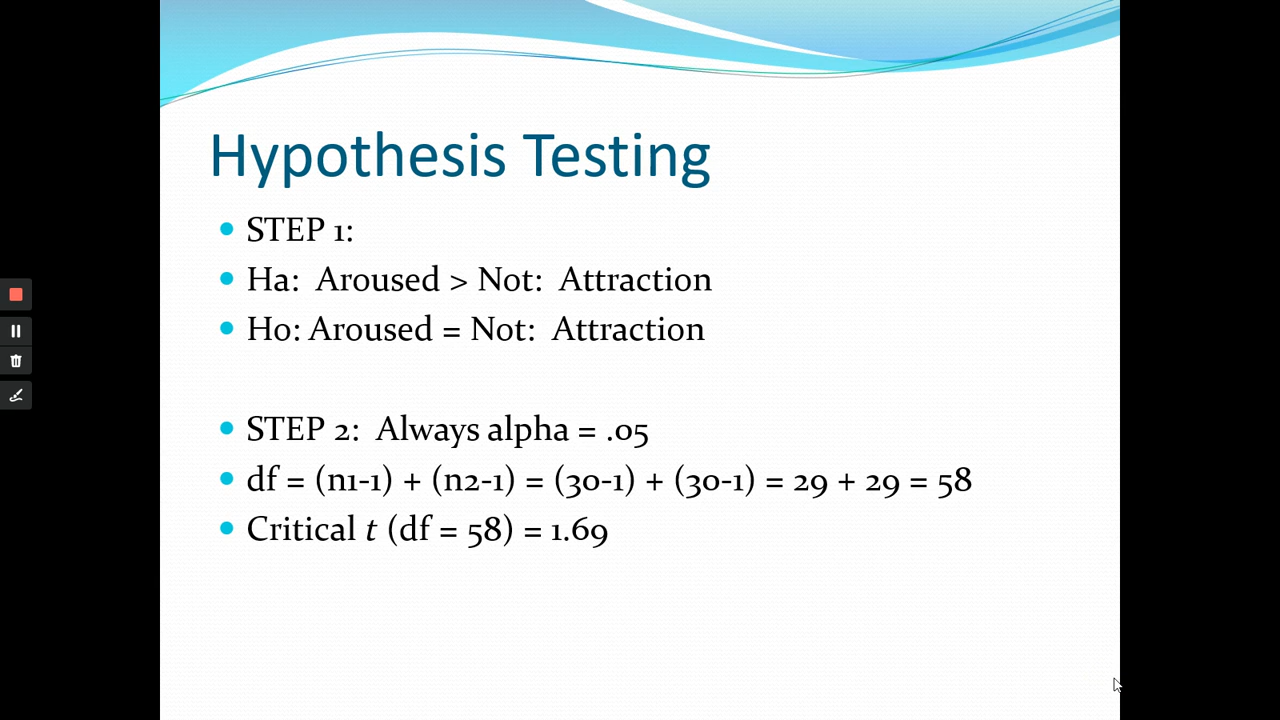 Hypothesis Testing
STEP 1:
Ha:  Aroused > Not:  Attraction
Ho: Aroused = Not:  Attraction
STEP 2:  Always alpha = .05
df = (n1-1) + (n2-1) = (30-1) + (30-1) = 29 + 29 = 58
Critical t (df = 58) = 1.69